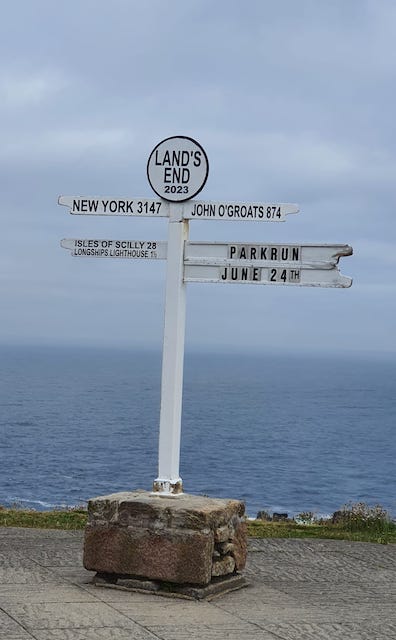 LAND'S
END
2023
NEW YORK 3147
JOHN O'GROATS 874
ISLES OF SCILLY 28
LONGSHIPS LIGHTHOUSE 1½
PARKRUN
JUNE 24TH